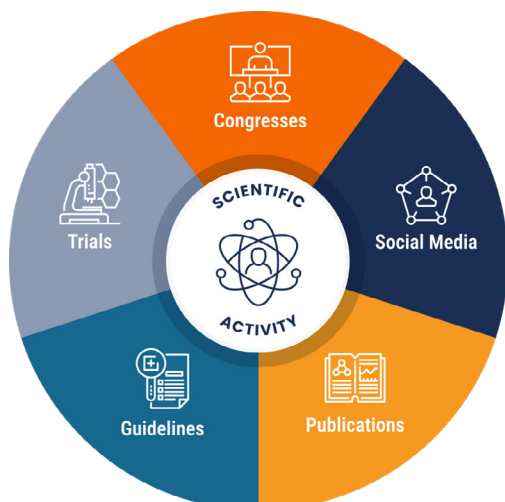 Congresses
SCIENTIFIC
Trials
Social Media
ACTIVITY
Guidelines
Publications